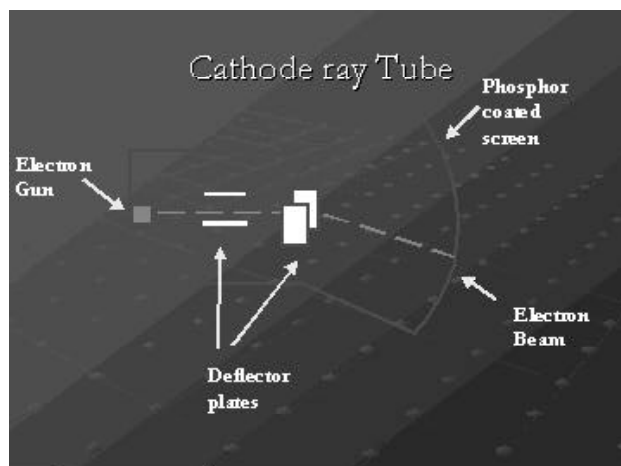 Cathode ray Tube
Phosphor
coated
screen
Electron
Gun
Electron
Beam
Deflector
plates